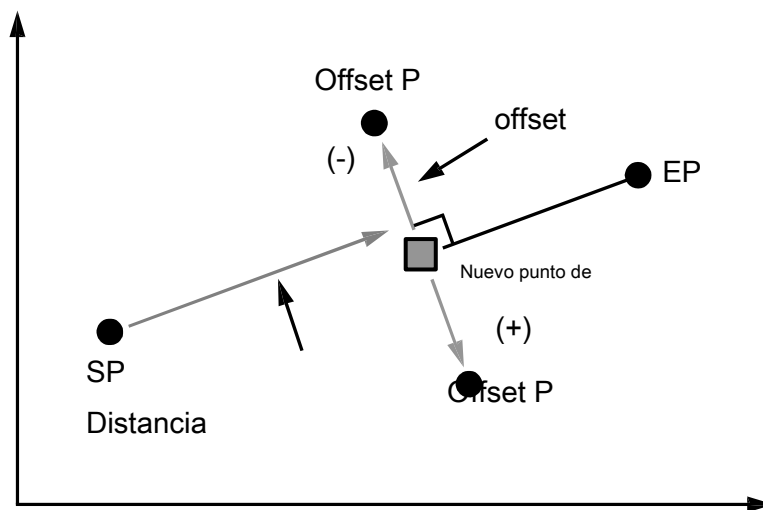 Offset P
offset
(-)
EP
Nuevo punto de
(+)
SP
Offset P
Distancia